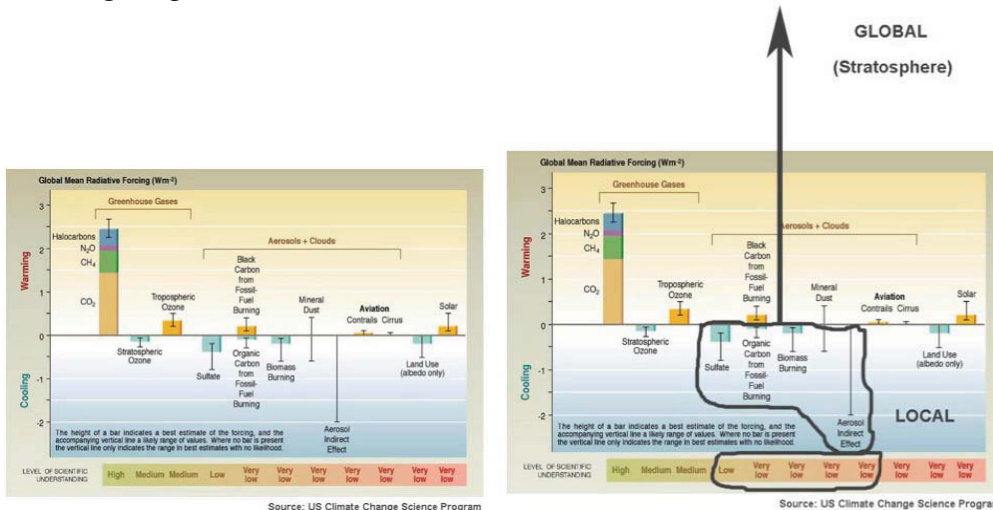 Global Mean Radiative Forcing (Wm-2)
Greenhouse Gases
3
Halocarbons
N2O
CH4
CO2
2
1
0
-1
-2
Warming
Cooling
Aerosols + Clouds
Black
Carbon
from
Fossil-
Fuel
Burning
Mineral
Dust
Tropospheric
Ozone
Aviation
Contrails Cirrus
Solar
Stratospheric
Ozone
Sulfate
Organic
Carbon
from
Fossil-
Fuel
Burning
Biomass
Burning
Land Use
(albedo only)
Aerosol
Indirect
Effect
The height of a bar indicates a best estimate of the forcing, and the
accompanying vertical line a likely range of values. Where no bar is present
the vertical line only indicates the range in best estimates with no likelihood.
LEVEL OF SCIENTIFIC
UNDERSTANDING
High Medium Medium Low Very low Very low Very low Very low Very low Very low Very low
Source: US Climate Change Science Program
GLOBAL
(Stratosphere)
Global Mean Radiative Forcing (Wm-2)
Greenhouse Gases
3
Halocarbons
N2O
CH4
CO2
2
1
0
-1
-2
Warming
Cooling
Aerosols + Clouds
Black
Carbon
from
Fossil-
Fuel
Burning
Mineral
Dust
Tropospheric
Ozone
Aviation
Contrails Cirrus
Solar
Stratospheric
Ozone
Sulfate
Organic
Carbon
from
Fossil-
Fuel
Burning
Biomass
Burning
Land Use
(albedo only)
LOCAL
Aerosol
Indirect
Effect
The height of a bar indicates a best estimate of the forcing, and the
accompanying vertical line a likely range of values. Where no bar is present
the vertical line only indicates the range in best estimates with no likelihood.
LEVEL OF SCIENTIFIC
UNDERSTANDING
High Medium Medium Low Very low Very low Very low Very low Very low Very low Very low
Source: US Climate Change Science Progra